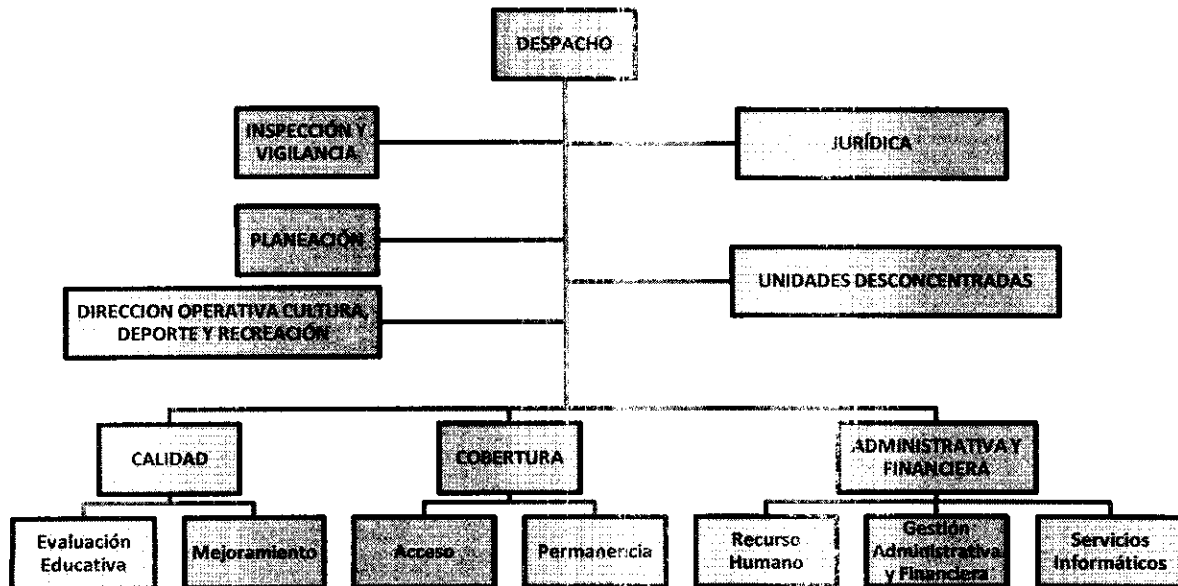 DESPACHO
INSPECCIÓN Y
VIGILANCIA
JURÍDICA
PLANEACIÓN
UNIDADES DESCONCENTRADAS
DIRECCION OPERATIVA CULTURA,
DEPORTE Y RECREACIÓN
CALIDAD
COBERTURA
ADMINISTRATIVA Y
FINANCIERA
Evaluación
Educativa
Mejoramiento
Acceso
Permanencia
Recurso
Humano
Gestión
Administrativa
y Financiera
Servicios
Informáticos